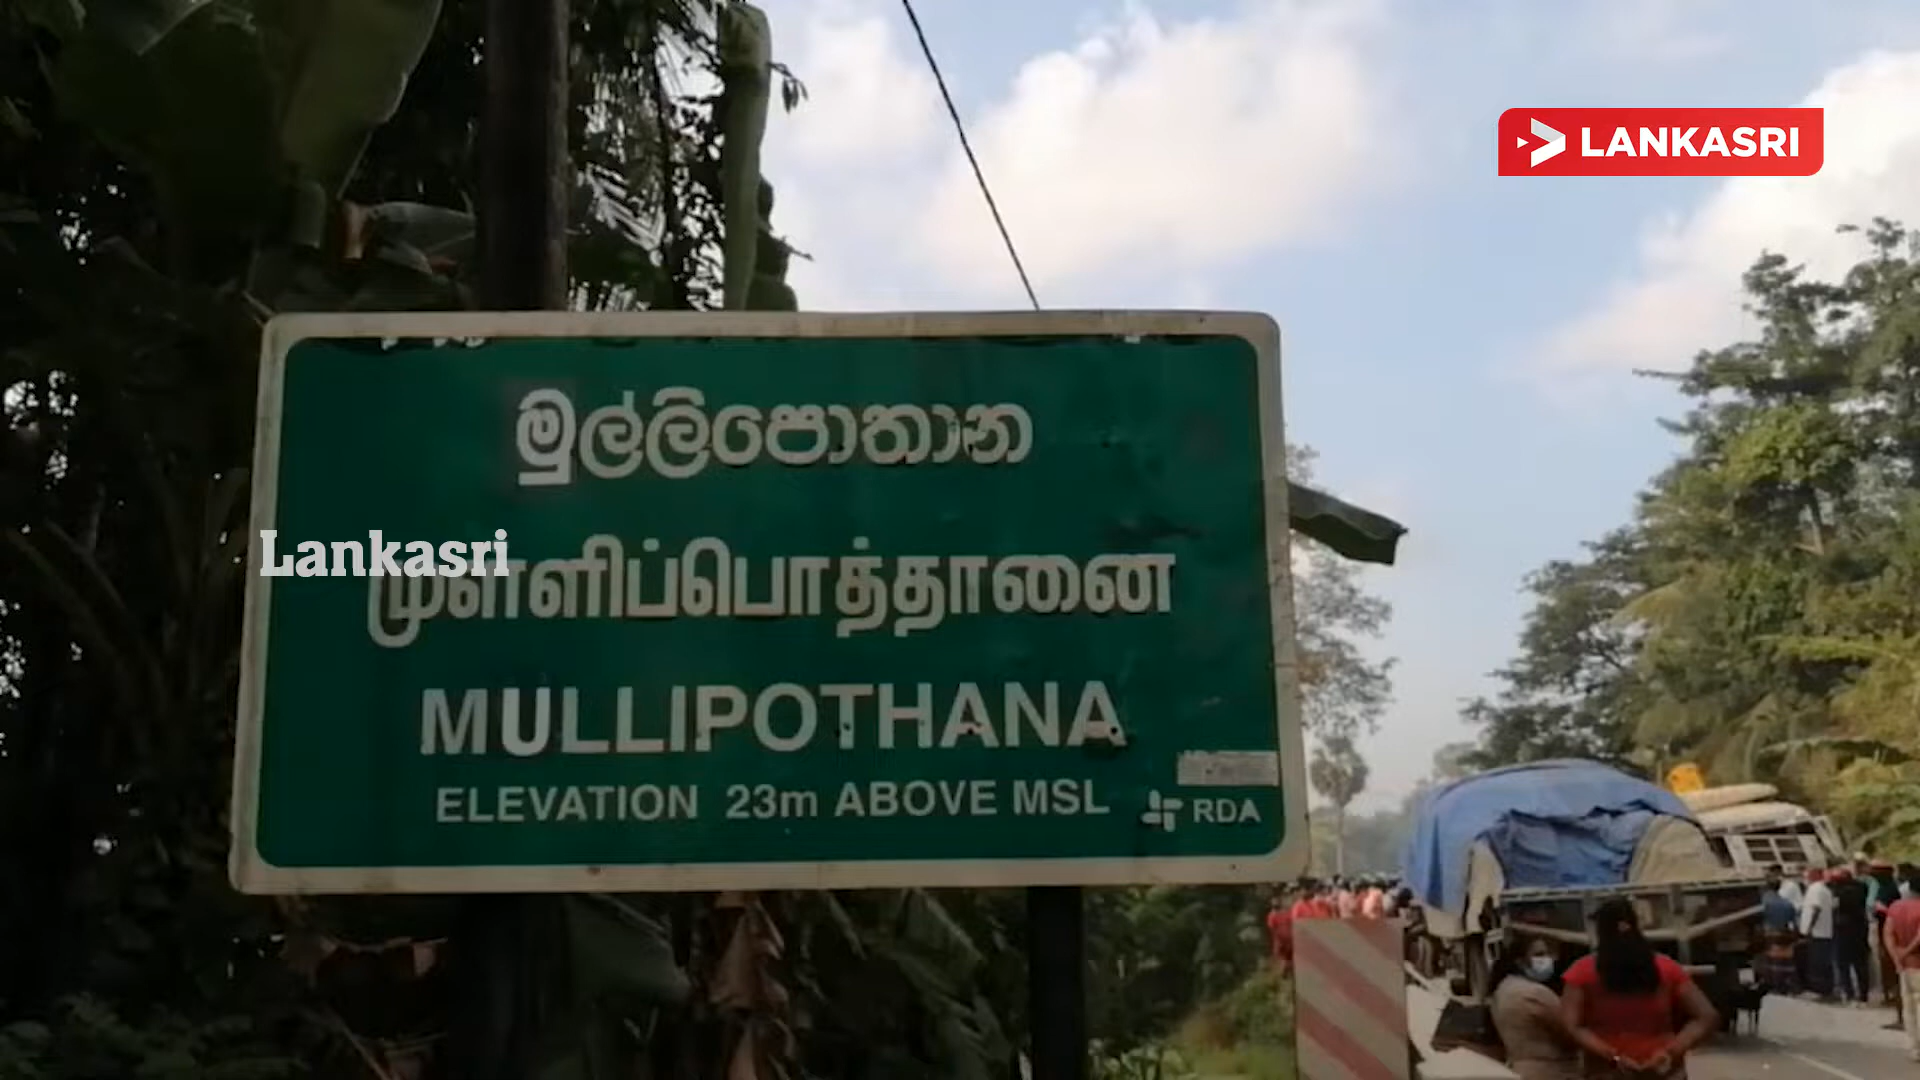 LANKASRI
මුල්ලිපොතාන
Lankasri
முள்ளிப்பொத்தானை
MULLIPOTHANA
ELEVATION 23m ABOVE MSL
RDA